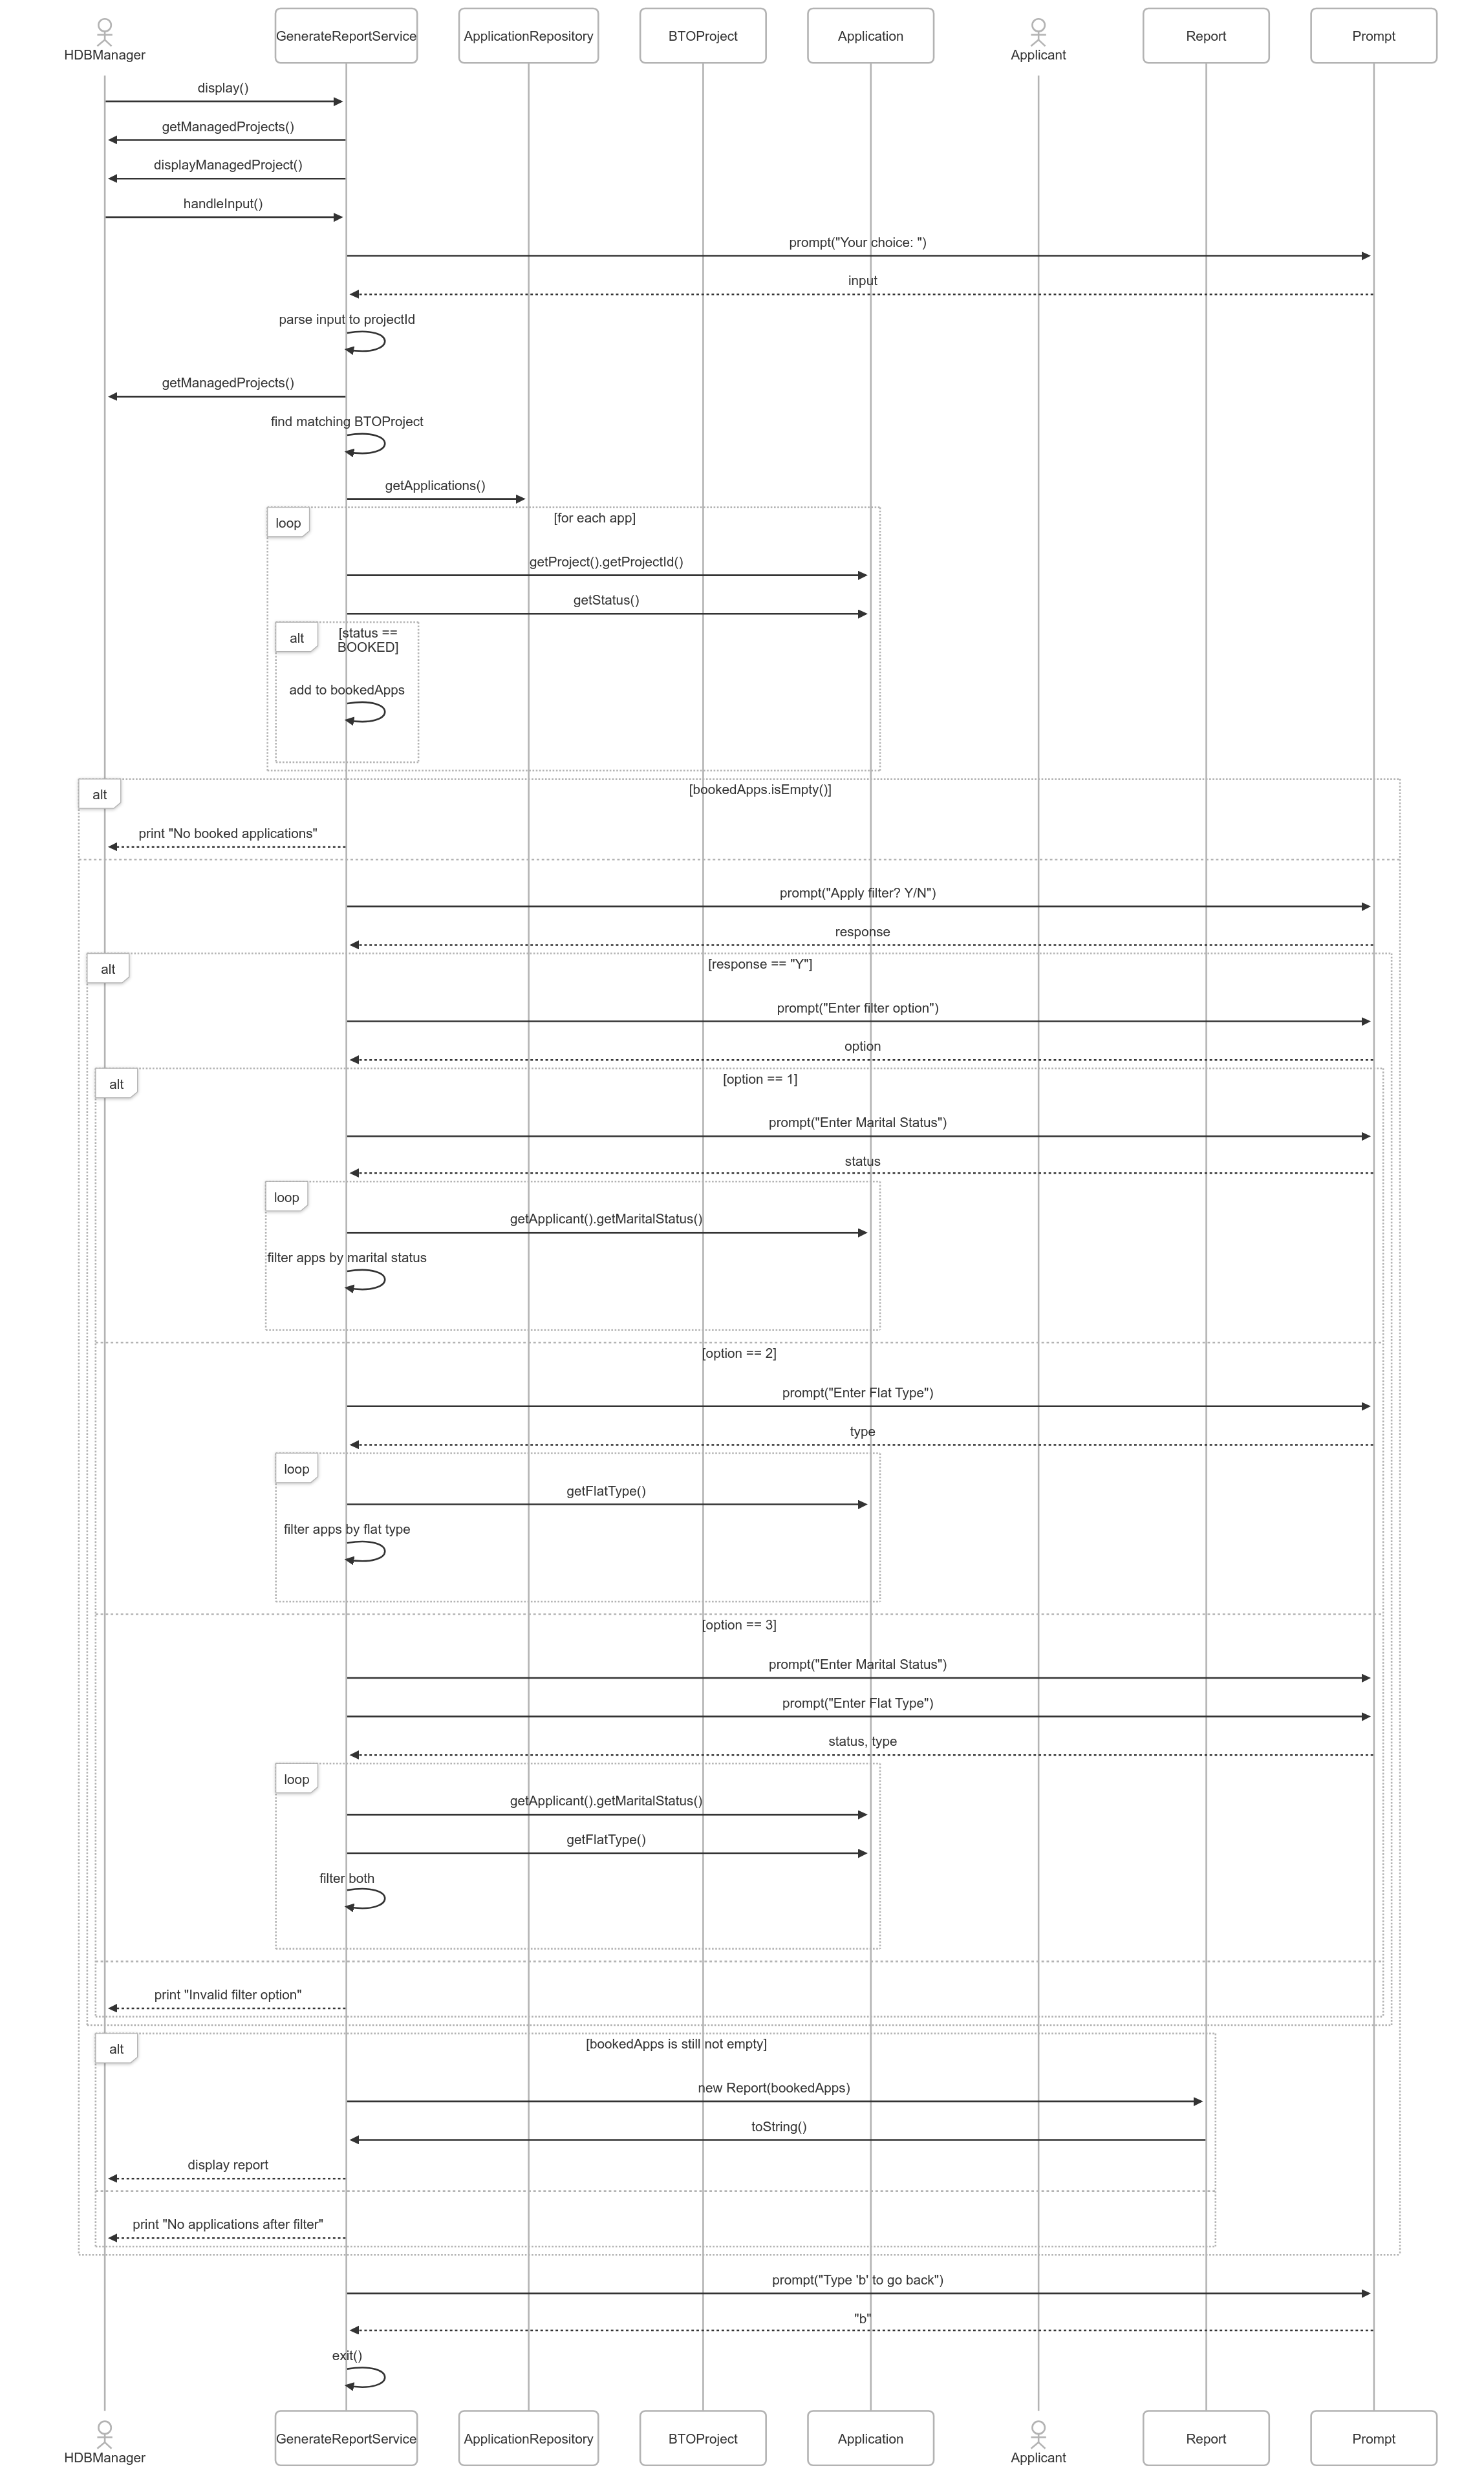 HDBManager
GenerateReportService
ApplicationRepository
BTOProject
Application
Applicant
Report
Prompt
display()
getManagedProjects()
displayManagedProject()
handleInput()
prompt("Your choice: ")
input
parse input to projectId
getManagedProjects()
find matching BTOProject
getApplications()
loop
[for each app]
getProject().getProjectId()
getStatus()
alt
[status ==
BOOKED]
add to bookedApps
alt
[bookedApps.isEmpty()]
print "No booked applications"
prompt("Apply filter? Y/N")
response
alt
[response == "Y"]
prompt("Enter filter option")
option
alt
[option == 1]
prompt("Enter Marital Status")
status
loop
getApplicant().getMaritalStatus()
filter apps by marital status
[option == 2]
prompt("Enter Flat Type")
type
loop
getFlatType()
filter apps by flat type
[option == 3]
prompt("Enter Marital Status")
prompt("Enter Flat Type")
status, type
loop
getApplicant().getMaritalStatus()
getFlatType()
filter both
print "Invalid filter option"
alt
[bookedApps is still not empty]
new Report(bookedApps)
toString()
display report
print "No applications after filter"
prompt("Type 'b' to go back")
"b"
exit()
HDBManager
GenerateReportService
ApplicationRepository
BTOProject
Application
Applicant
Report
Prompt